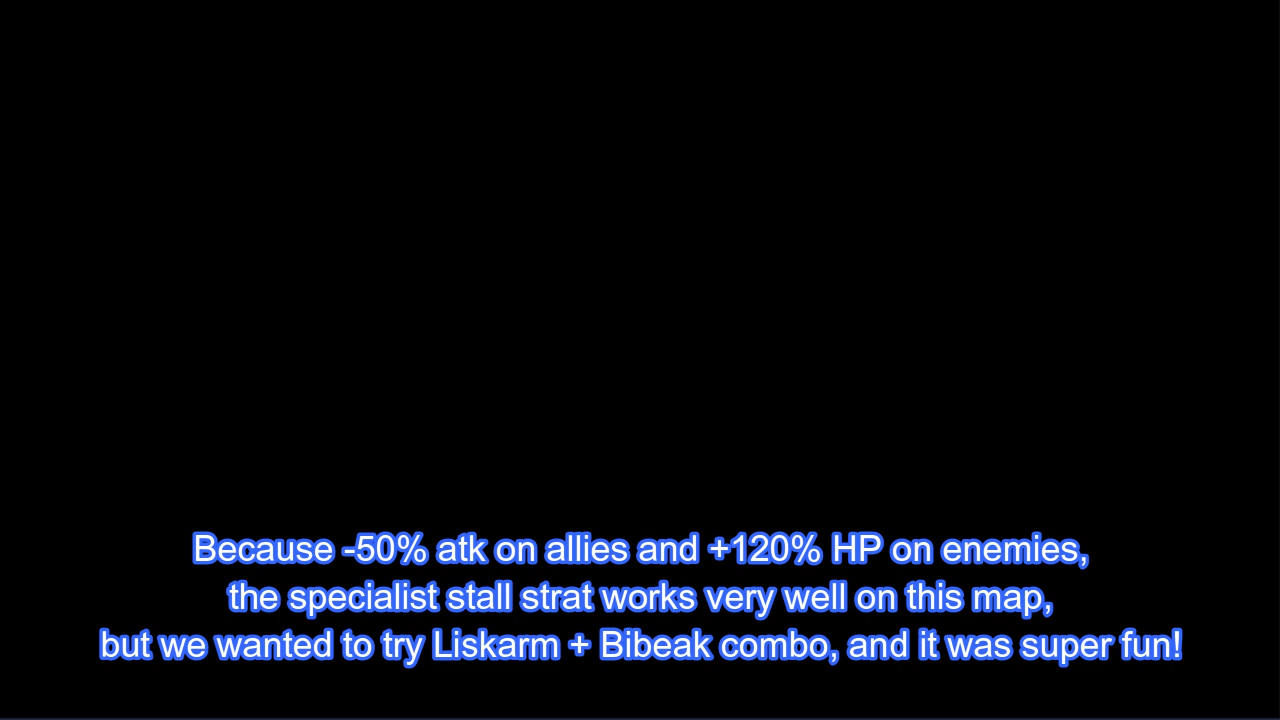 Because -50% atk on allies and +120% HP on enemies,
the specialist stall strat works very well on this map,
but we wanted to try Liskarm + Bibeak combo, and it was super fun!